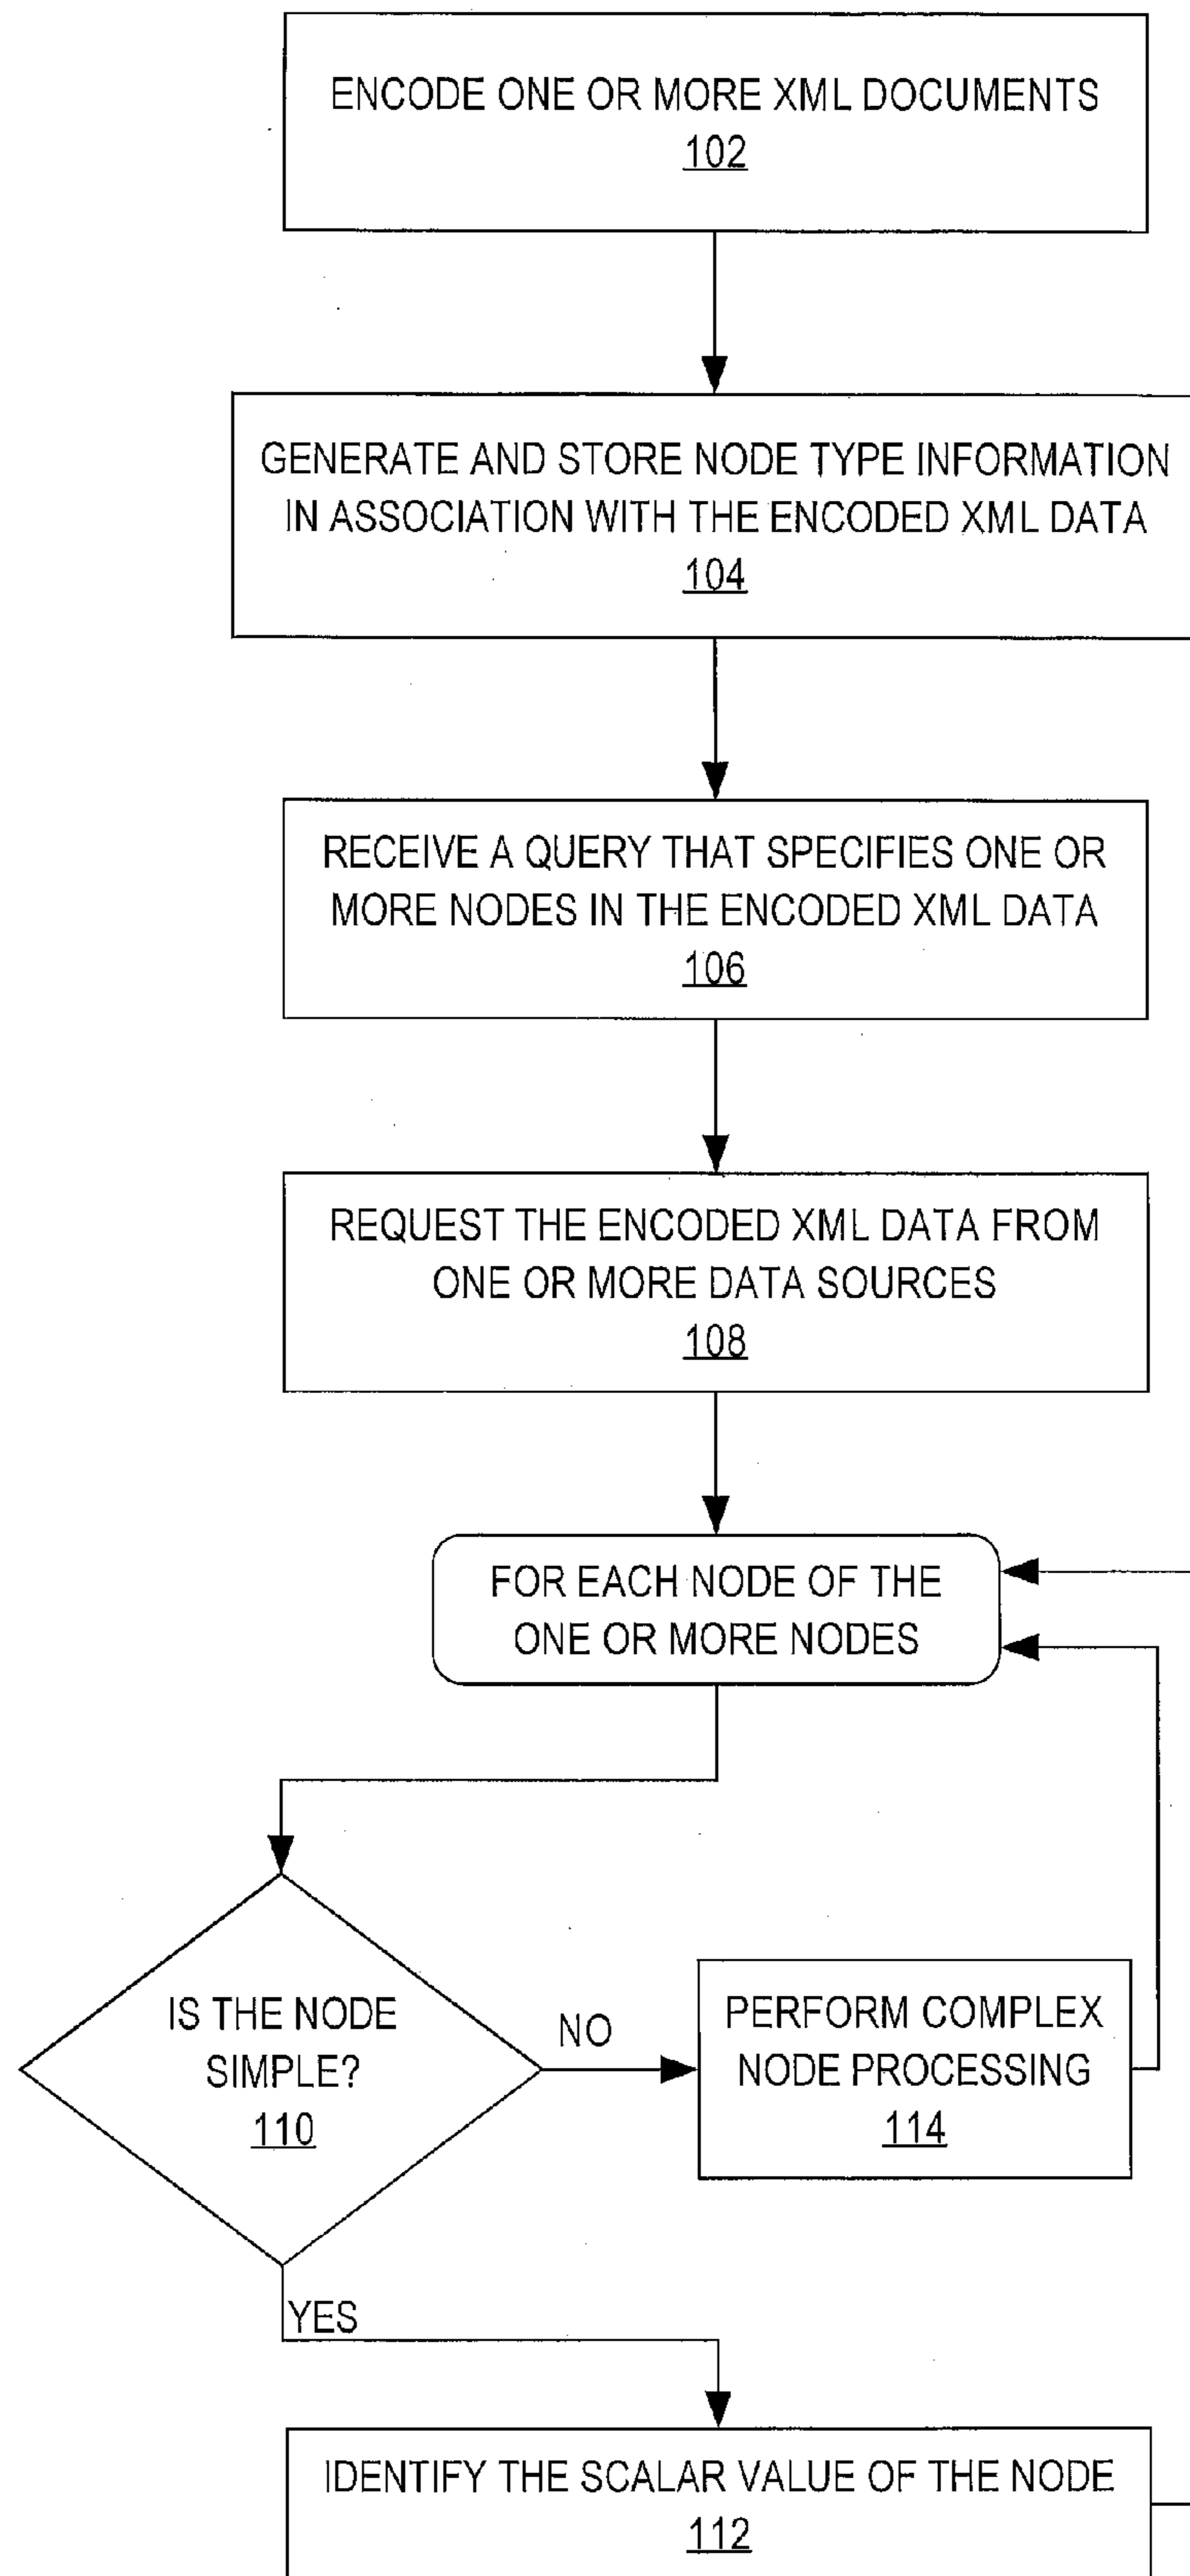 ENCODE ONE OR MORE XML DOCUMENTS
102
GENERATE AND STORE NODE TYPE INFORMATION
IN ASSOCIATION WITH THE ENCODED XML DATA
104
RECEIVE A QUERY THAT SPECIFIES ONE OR
MORE NODES IN THE ENCODED XML DATA
106
REQUEST THE ENCODED XML DATA FROM
ONE OR MORE DATA SOURCES
108
FOR EACH NODE OF THE
ONE OR MORE NODES
IS THE NODE
SIMPLE?
110
NO
PERFORM COMPLEX
NODE PROCESSING
114
YES
IDENTIFY THE SCALAR VALUE OF THE NODE
112